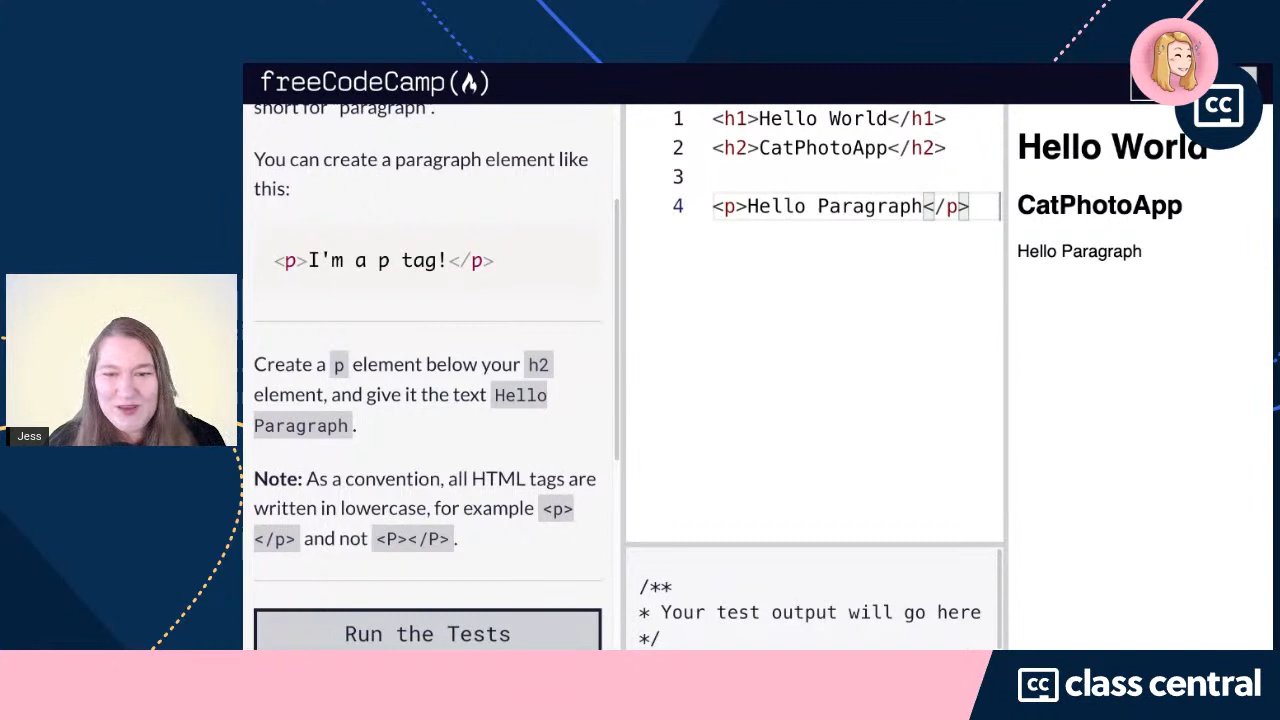 freeCodeCamp(🔥)
short for "paragraph".
You can create a paragraph element like
this:
<p>I'm a p tag!</p>
Create a p element below your h2
element, and give it the text Hello
Paragraph.
Note: As a convention, all HTML tags are
written in lowercase, for example <p>
</p> and not <P></P>.
Run the Tests
1 <h1>Hello World</h1>
2 <h2>CatPhotoApp</h2>
3
4 <p>Hello Paragraph</p>
/**
* Your test output will go here
*/
Hello World
CatPhotoApp
Hello Paragraph
CC
Jess
CC class central